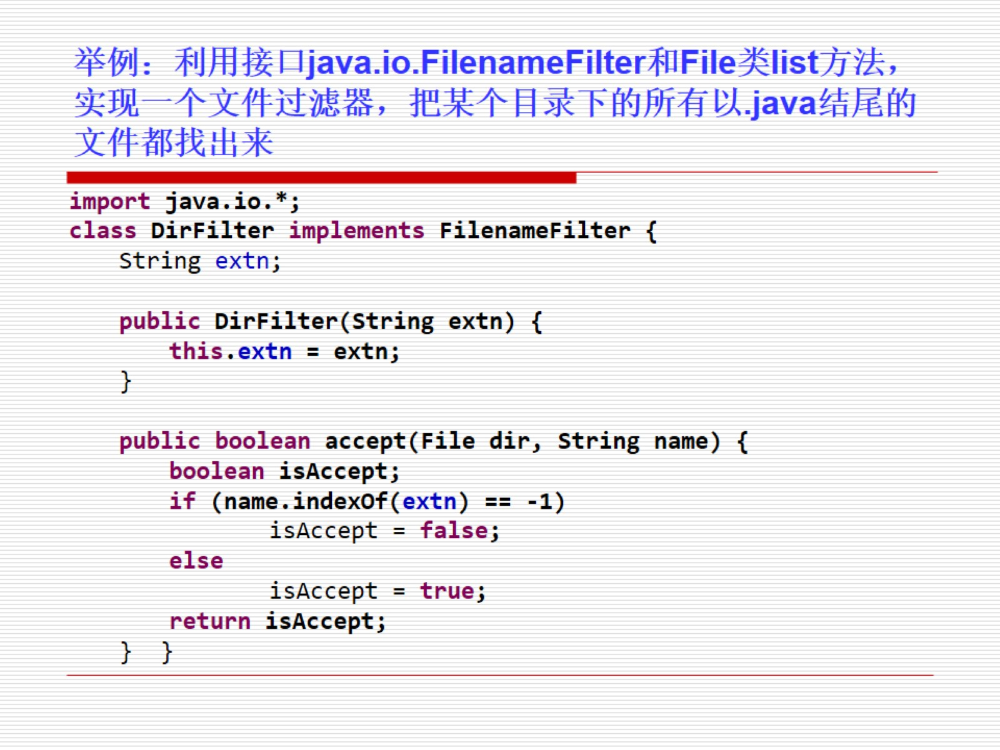 举例：利用接口java.io.FilenameFilter和File类list方法，
实现一个文件过滤器，把某个目录下的所有以.java结尾的
文件都找出来
import java.io.*;
class DirFilter implements FilenameFilter {
String extn;
public DirFilter(String extn) {
this.extn = extn;
}
public boolean accept(File dir, String name) {
boolean isAccept;
if (name.indexOf(extn) == -1)
isAccept = false;
else
isAccept = true;
return isAccept;
} }